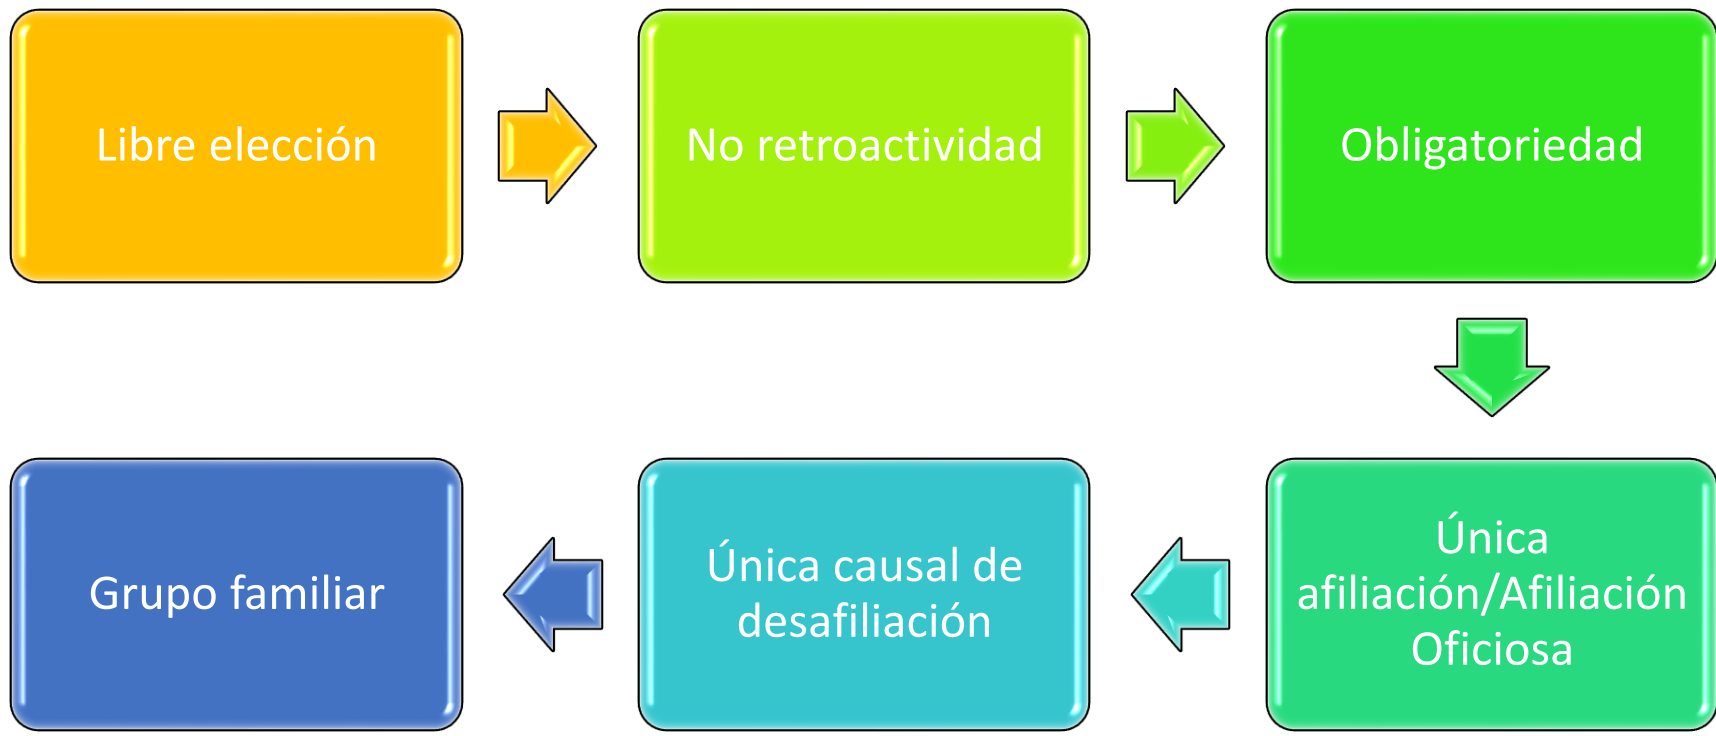 Libre elección
No retroactividad
Obligatoriedad
Única
afiliación/Afiliación
Oficiosa
Única causal de
desafiliación
Grupo familiar